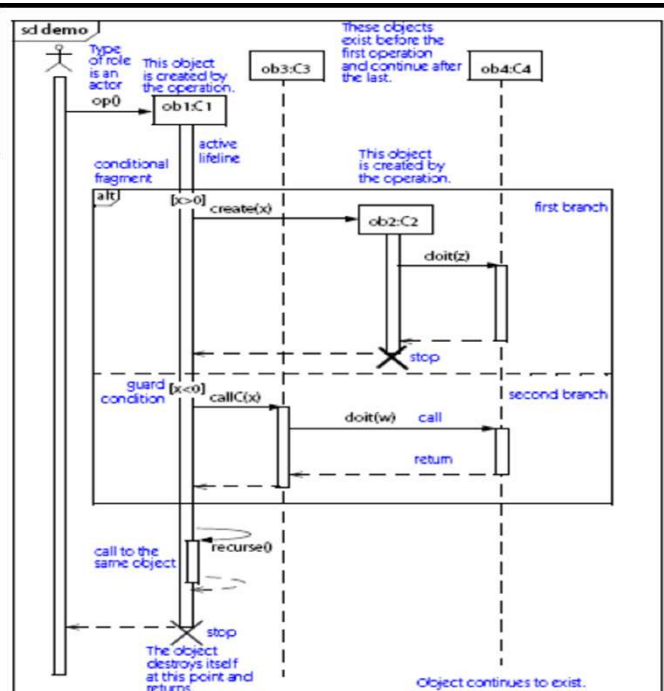 sd demo
These objects
exist before the
first operation
and continue after
the last.
Type
of role
is an
actor
This object
is created by
the operation.
ob3:C3
ob4:C4
op()
ob1:C1
active
lifeline
This object
is created by
the operation.
conditional
fragment
alt
[x>0]
create(x)
ob2:C2
first branch
doit(z)
stop
guard
condition
[x<0]
callC(x)
second branch
doit(w)
call
return
call to the
same object
recurse()
stop
The object
destroys itself
at this point and
returns
Object continues to exist.